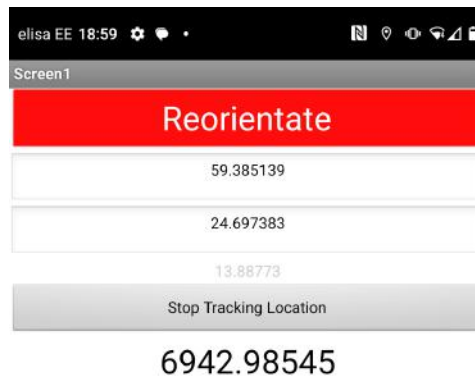 elisa EE 18:59
Screen1
Reorientate
59.385139
24.697383
13.88773
Stop Tracking Location
6942.98545